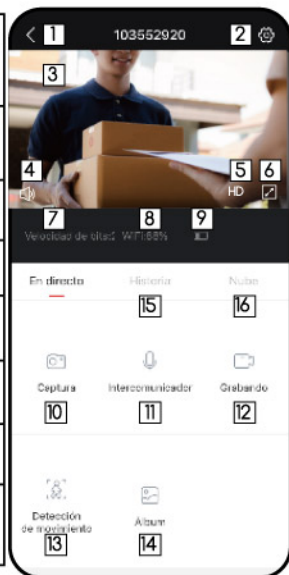 1 103552920 2
3
4 5 6
HD
7 8 9
Velocidad de bits: WiFi:68%
En directo Historia Nube
15 16
Captura Intercomunicador Grabando
10 11 12
Detección
de movimiento Album
13 14